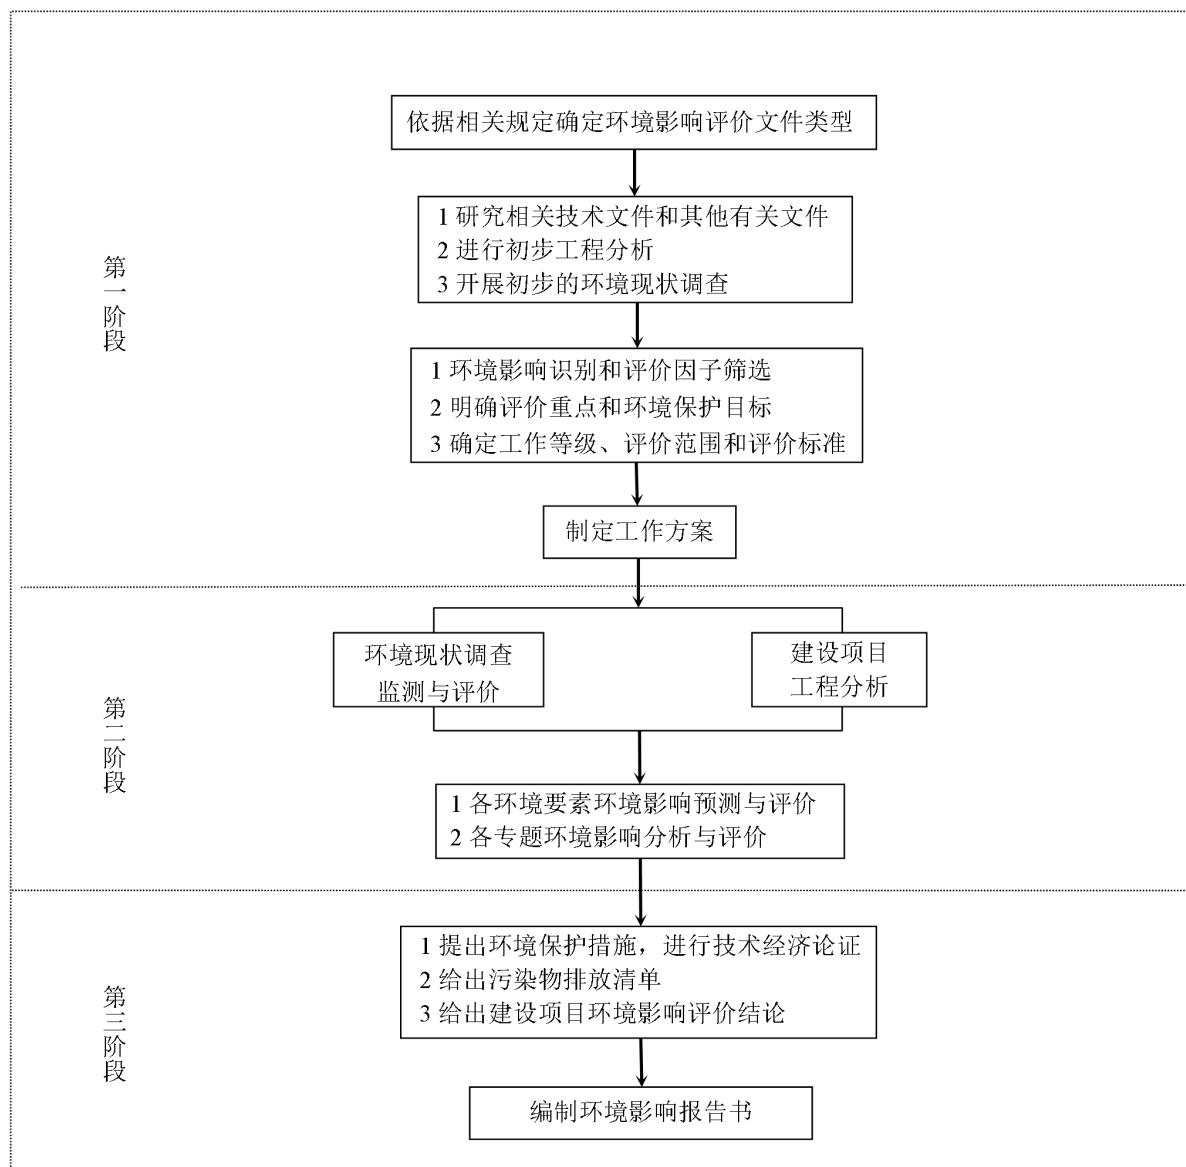 依据相关规定确定环境影响评价文件类型
1 研究相关技术文件和其他有关文件
2 进行初步工程分析
3 开展初步的环境现状调查
第一阶段
1 环境影响识别和评价因子筛选
2 明确评价重点和环境保护目标
3 确定工作等级、评价范围和评价标准
制定工作方案
环境现状调查
监测与评价
建设项目
工程分析
第二阶段
1 各环境要素环境影响预测与评价
2 各专题环境影响分析与评价
1 提出环境保护措施，进行技术经济论证
2 给出污染物排放清单
3 给出建设项目环境影响评价结论
第三阶段
编制环境影响报告书